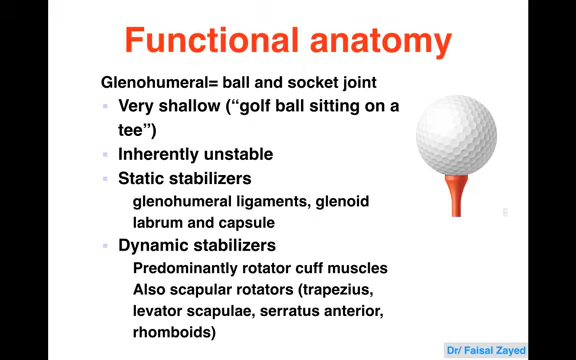 Functional anatomy
Glenohumeral= ball and socket joint
Very shallow (“golf ball sitting on a
tee”)
Inherently unstable
Static stabilizers
glenohumeral ligaments, glenoid
labrum and capsule
Dynamic stabilizers
Predominantly rotator cuff muscles
Also scapular rotators (trapezius,
levator scapulae, serratus anterior,
rhomboids)
Dr/ Faisal Zayed